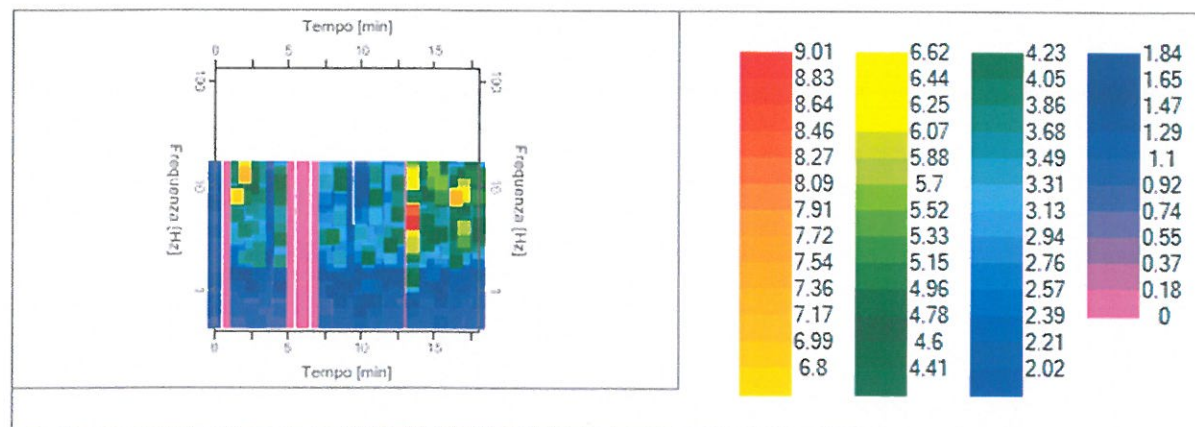 Tempo [min]
0 5 10 15
100 100
Frequenza [Hz] Frequenza [Hz]
10 10
1 1
0 5 10 15
Tempo [min]
9.01 6.62 4.23 1.84
8.83 6.44 4.05 1.65
8.64 6.25 3.86 1.47
8.46 6.07 3.68 1.29
8.27 5.88 3.49 1.1
8.09 5.7 3.31 0.92
7.91 5.52 3.13 0.74
7.72 5.33 2.94 0.55
7.54 5.15 2.76 0.37
7.36 4.96 2.57 0.18
7.17 4.78 2.39 0
6.99 4.6 2.21
6.8 4.41 2.02